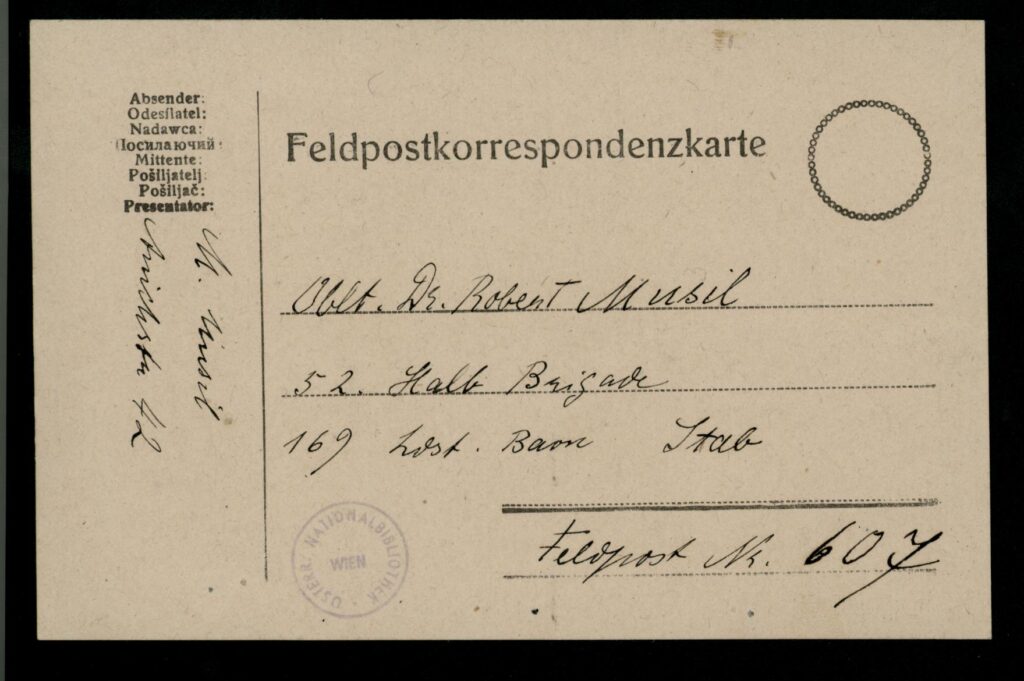 Absender:
Odesílatel:
Nadawca:
Посилаючий:
Mittente:
Pošiljatelj:
Pošiljač:
Presentator:
M. Musil
42
Feldpostkorrespondenzkarte
Oblt. Dr. Robert Musil
52. Halb Brigade
169 Ldst. Baon Stab
Feldpost Nr. 607
ÖSTERR. NATIONALBIBLIOTHEK
WIEN